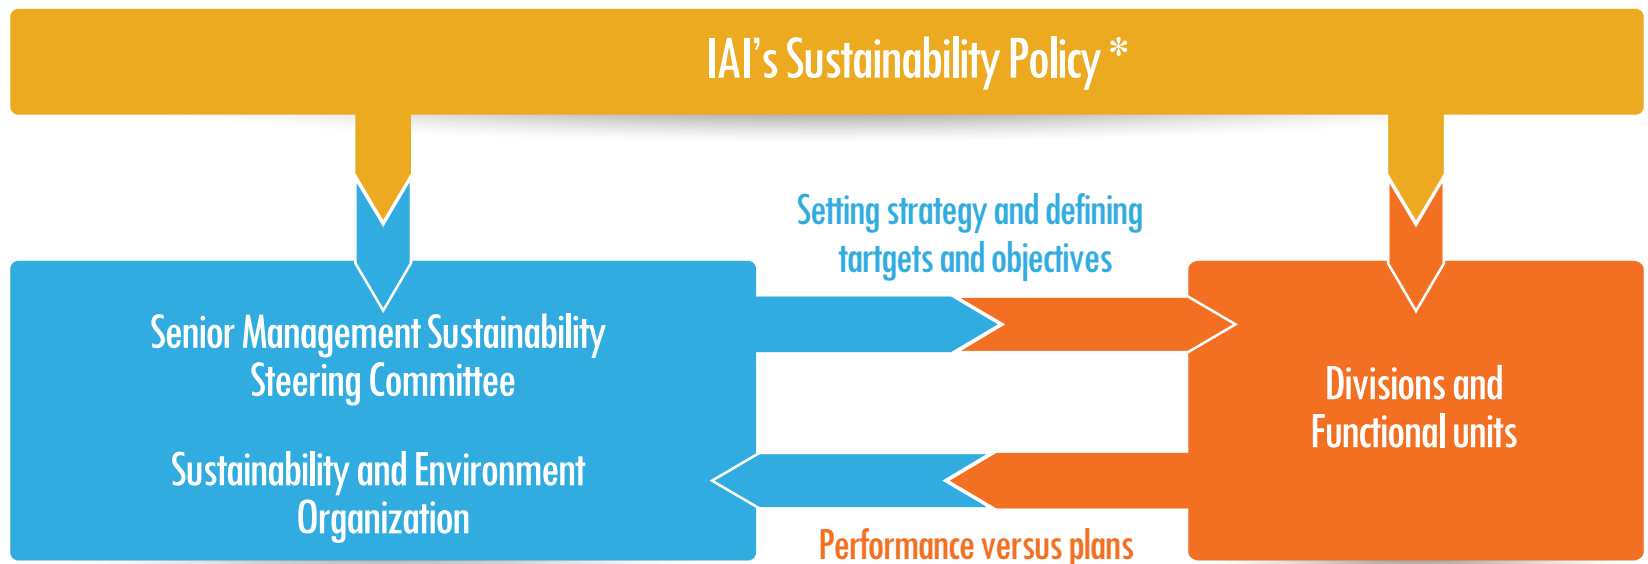 IAI's Sustainability Policy *
Setting strategy and defining
tartgets and objectives
Senior Management Sustainability
Steering Committee
Sustainability and Environment
Organization
Divisions and
Functional units
Performance versus plans